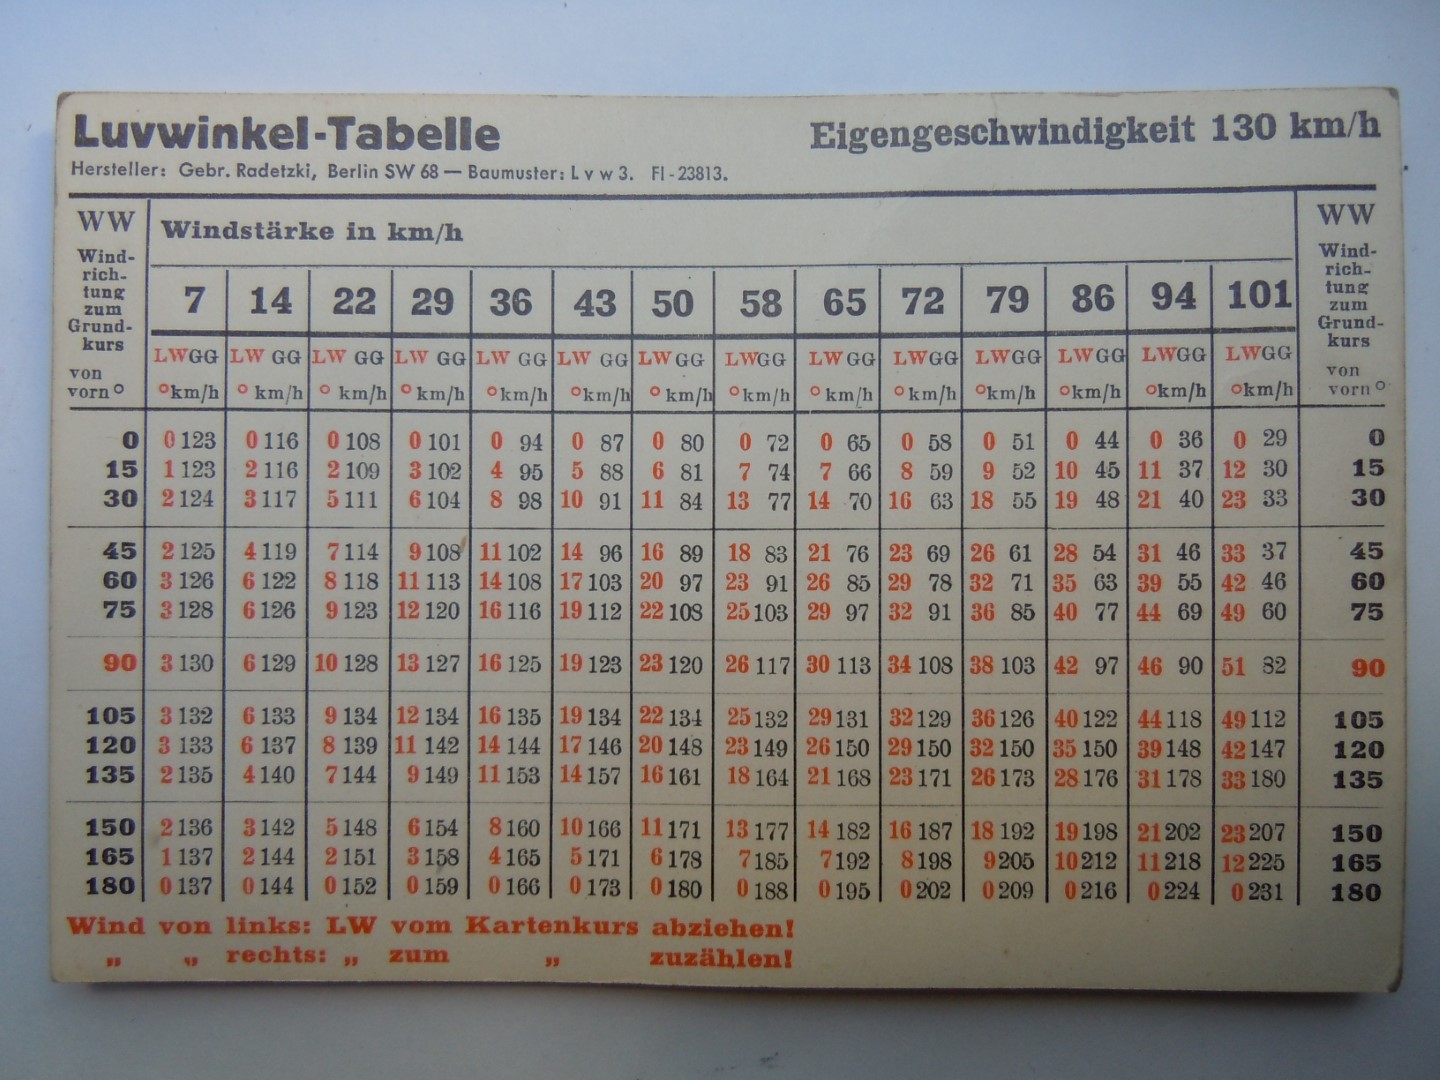 Luvwinkel-Tabelle Eigengeschwindigkeit 130 km/h
Hersteller: Gebr. Radetzki, Berlin SW 68 — Baumuster: L v w 3. Fl-23813.
WW Windstärke in km/h WW
Wind- Wind-
rich- rich-
tung tung
zum zum
Grund- Grund-
kurs kurs
von von
vorn° vorn°
7 14 22 29 36 43 50 58 65 72 79 86 94 101
LW GG LW GG LW GG LW GG LW GG LW GG LW GG LW GG LW GG LW GG LW GG LW GG LW GG LW GG
° km/h ° km/h ° km/h ° km/h ° km/h ° km/h ° km/h ° km/h ° km/h ° km/h ° km/h ° km/h ° km/h ° km/h
0 0 123 0 116 0 108 0 101 0 94 0 87 0 80 0 72 0 65 0 58 0 51 0 44 0 36 0 29 0
15 1 123 2 116 2 109 3 102 4 95 5 88 6 81 7 74 7 66 8 59 9 52 10 45 11 37 12 30 15
30 2 124 3 117 5 111 6 104 8 98 10 91 11 84 13 77 14 70 16 63 18 55 19 48 21 40 23 33 30
45 2 125 4 119 7 114 9 108 11 102 14 96 16 89 18 83 21 76 23 69 26 61 28 54 31 46 33 37 45
60 3 126 6 122 8 118 11 113 14 108 17 103 20 97 23 91 26 85 29 78 32 71 35 63 39 55 42 46 60
75 3 128 6 126 9 123 12 120 16 116 19 112 22 108 25 103 29 97 32 91 36 85 40 77 44 69 49 60 75
90 3 130 6 129 10 128 13 127 16 125 19 123 23 120 26 117 30 113 34 108 38 103 42 97 46 90 51 82 90
105 3 132 6 133 9 134 12 134 16 135 19 134 22 134 25 132 29 131 32 129 36 126 40 122 44 118 49 112 105
120 3 133 6 137 8 139 11 142 14 144 17 146 20 148 23 149 26 150 29 150 32 150 35 150 39 148 42 147 120
135 2 135 4 140 7 144 9 149 11 153 14 157 16 161 18 164 21 168 23 171 26 173 28 176 31 178 33 180 135
150 2 136 3 142 5 148 6 154 8 160 10 166 11 171 13 177 14 182 16 187 18 192 19 198 21 202 23 207 150
165 1 137 2 144 2 151 3 158 4 165 5 171 6 178 7 185 7 192 8 198 9 205 10 212 11 218 12 225 165
180 0 137 0 144 0 152 0 159 0 166 0 173 0 180 0 188 0 195 0 202 0 209 0 216 0 224 0 231 180
Wind von links: LW vom Kartenkurs abziehen!
„ „ rechts: „ zum „ zuzählen!